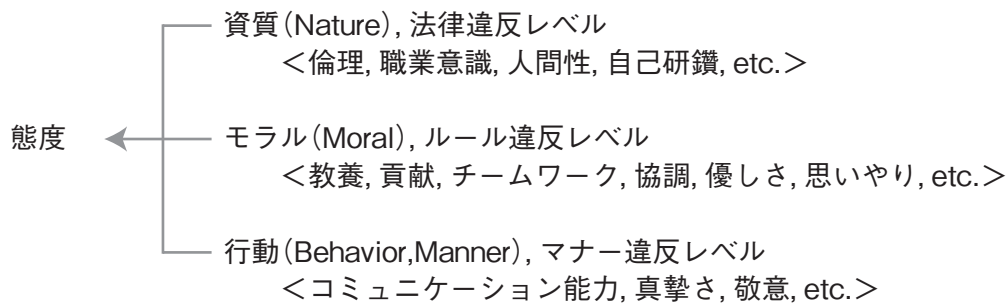 資質(Nature), 法律違反レベル
<倫理, 職業意識, 人間性, 自己研鑽, etc.>
態度
モラル(Moral), ルール違反レベル
<教養, 貢献, チームワーク, 協調, 優しさ, 思いやり, etc.>
行動(Behavior,Manner), マナー違反レベル
<コミュニケーション能力, 真摯さ, 敬意, etc.>